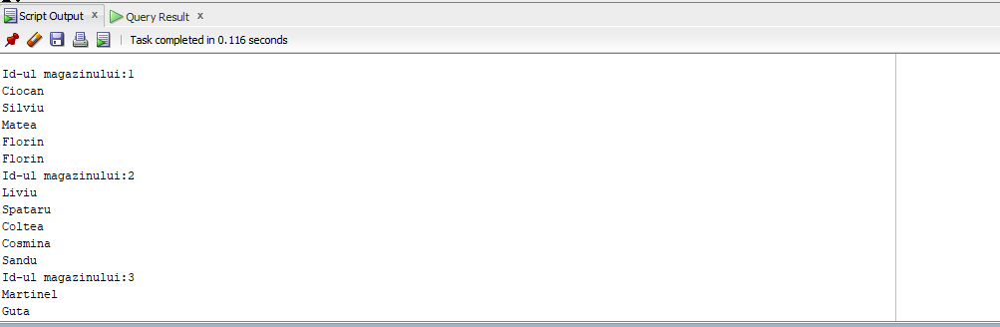 Script Output x Query Result x
Task completed in 0.116 seconds
Id-ul magazinului:1
Ciocan
Silviu
Matea
Florin
Florin
Id-ul magazinului:2
Liviu
Spataru
Coltea
Cosmina
Sandu
Id-ul magazinului:3
Martinel
Guta